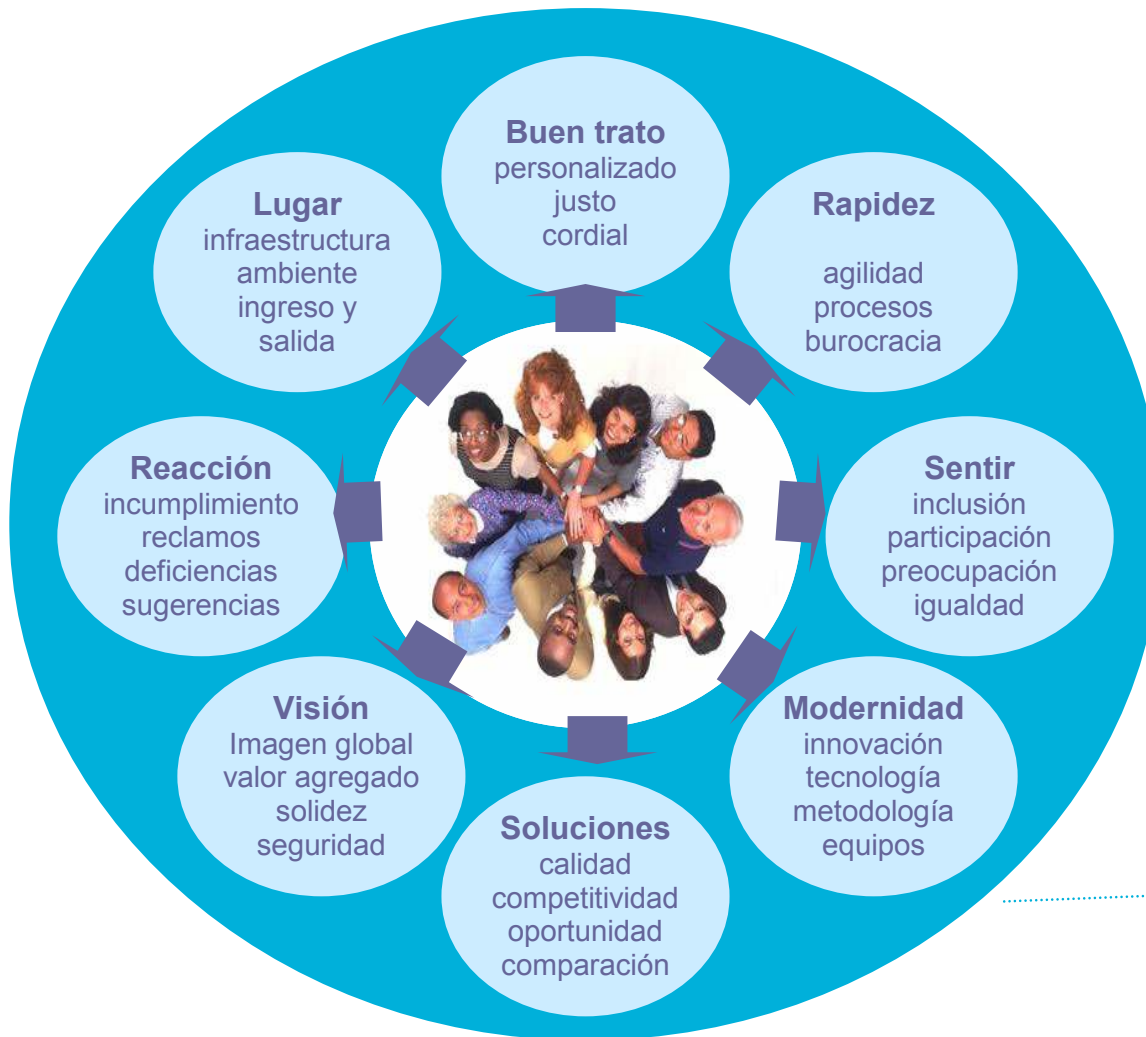 Buen trato
personalizado
justo
cordial
Rapidez
agilidad
procesos
burocracia
Sentir
inclusión
participación
preocupación
igualdad
Modernidad
innovación
tecnología
metodología
equipos
Soluciones
calidad
competitividad
oportunidad
comparación
Visión
Imagen global
valor agregado
solidez
seguridad
Reacción
incumplimiento
reclamos
deficiencias
sugerencias
Lugar
infraestructura
ambiente
ingreso y
salida